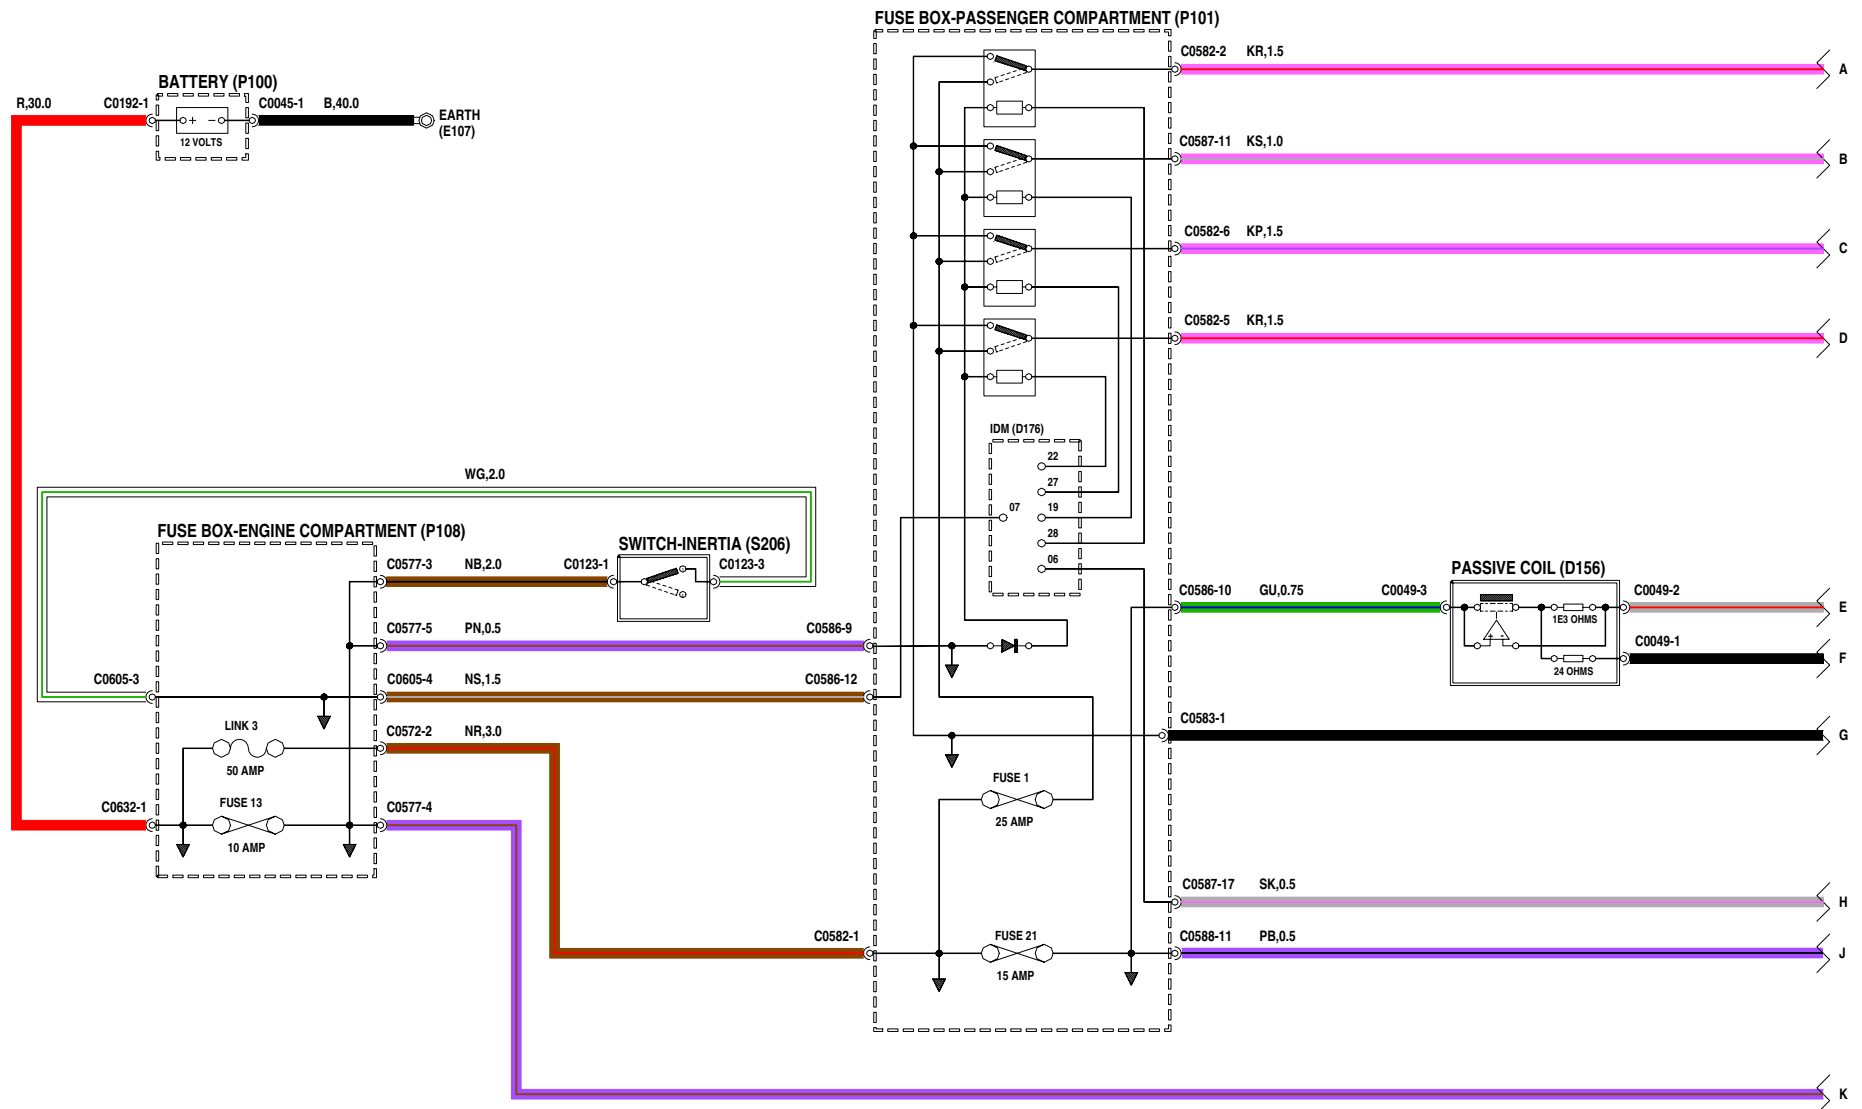 FUSE BOX-PASSENGER COMPARTMENT (P101)
C0582-2 KR,1.5
A
BATTERY (P100)
R,30.0 C0192-1 C0045-1 B,40.0
+ -
12 VOLTS
EARTH
(E107)
C0587-11 KS,1.0
B
C0582-6 KP,1.5
C
C0582-5 KR,1.5
D
IDM (D176)
22
27
07 19
28
06
WG,2.0
FUSE BOX-ENGINE COMPARTMENT (P108)
SWITCH-INERTIA (S206)
C0577-3 NB,2.0 C0123-1 C0123-3
PASSIVE COIL (D156)
C0586-10 GU,0.75 C0049-3 C0049-2
E
1E3 OHMS
+ -
C0577-5 PN,0.5 C0586-9
C0049-1
F
24 OHMS
C0605-3 C0605-4 NS,1.5 C0586-12
C0583-1
G
LINK 3
50 AMP
C0572-2 NR,3.0
FUSE 1
25 AMP
C0632-1 FUSE 13 C0577-4
10 AMP
C0587-17 SK,0.5
H
C0582-1 FUSE 21 C0588-11 PB,0.5
15 AMP
J
K